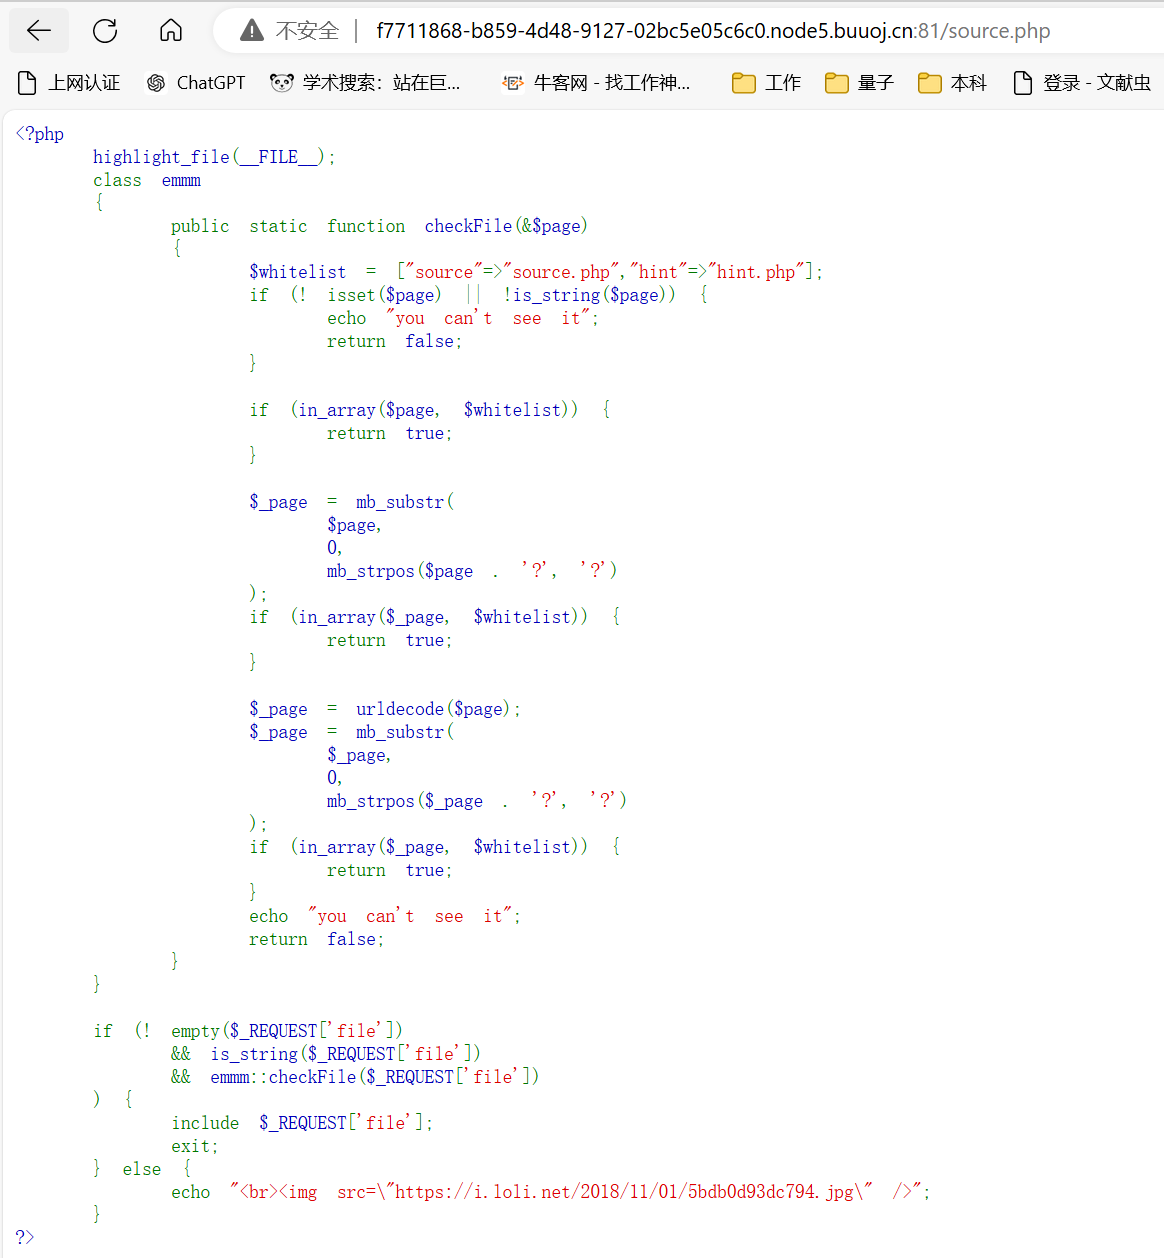 不安全 | f7711868-b859-4d48-9127-02bc5e05c6c0.node5.buuoj.cn:81/source.php
上网认证 ChatGPT 学术搜索：站在巨... 牛客网 - 找工作神... 工作 量子 本科 登录 - 文献虫
<?php
highlight_file(__FILE__);
class emmm
{
public static function checkFile(&$page)
{
$whitelist = ["source"=>"source.php","hint"=>"hint.php"];
if (! isset($page) || !is_string($page)) {
echo "you can't see it";
return false;
}
if (in_array($page, $whitelist)) {
return true;
}
$_page = mb_substr(
$page,
0,
mb_strpos($page . '?', '?')
);
if (in_array($_page, $whitelist)) {
return true;
}
$_page = urldecode($page);
$_page = mb_substr(
$_page,
0,
mb_strpos($_page . '?', '?')
);
if (in_array($_page, $whitelist)) {
return true;
}
echo "you can't see it";
return false;
}
}
if (! empty($_REQUEST['file'])
&& is_string($_REQUEST['file'])
&& emmm::checkFile($_REQUEST['file'])
) {
include $_REQUEST['file'];
exit;
} else {
echo "<br><img src=\"https://i.loli.net/2018/11/01/5bdb0d93dc794.jpg\" />";
}
?>